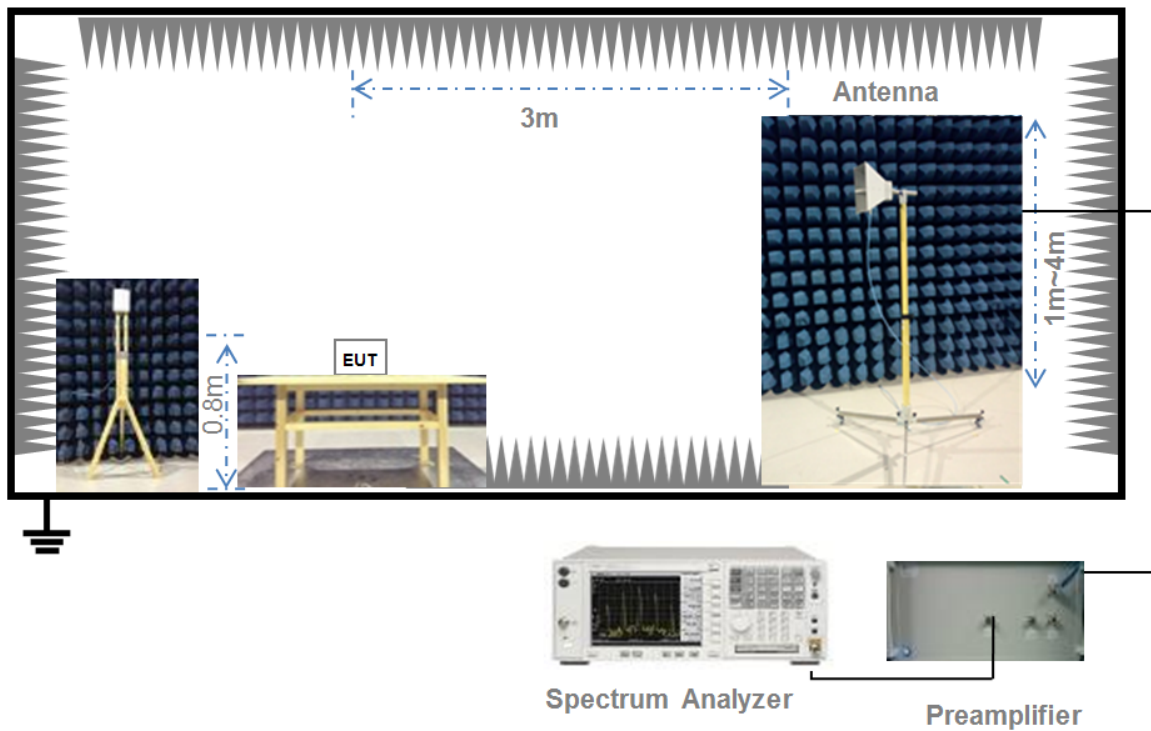 Antenna
3m
1m~4m
EUT
0.8m
Spectrum Analyzer
Preamplifier